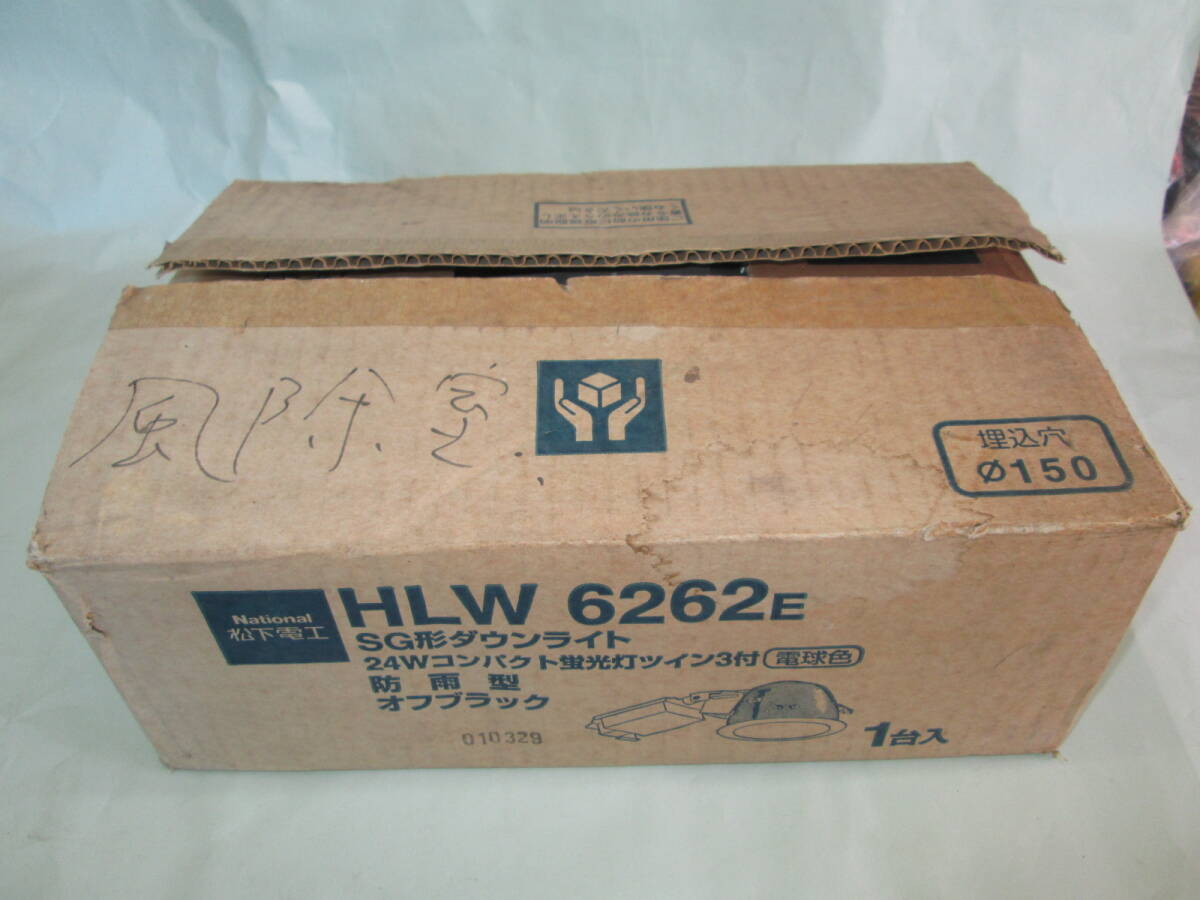 風除室
埋込穴
Ø150
National
松下電工
HLW 6262E
SG形ダウンライト
24Wコンパクト蛍光灯ツイン3付 電球色
防雨型
オフブラック
010329
1台入